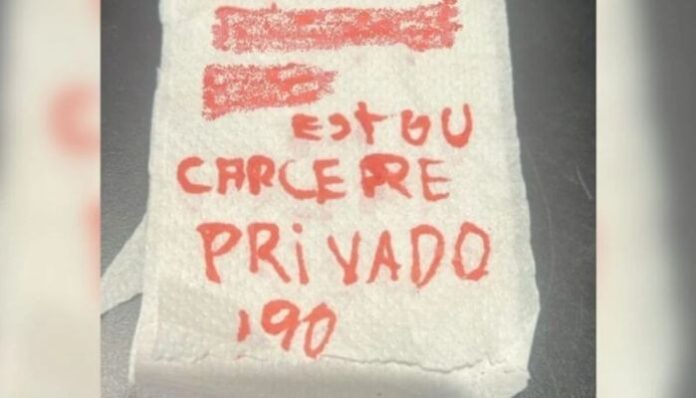 ESTOU
CARCERE
PRIVADO
190